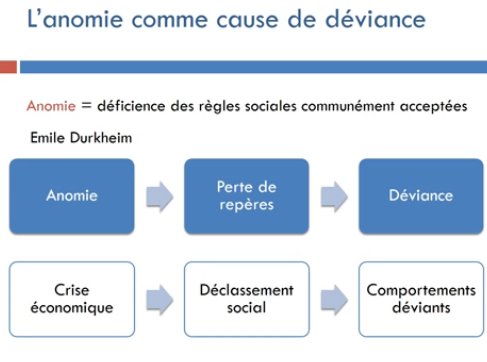 L'anomie comme cause de déviance
Anomie = déficience des règles sociales communément acceptées
Emile Durkheim
Anomie
Perte de
repères
Déviance
Crise
économique
Déclassement
social
Comportements
déviants